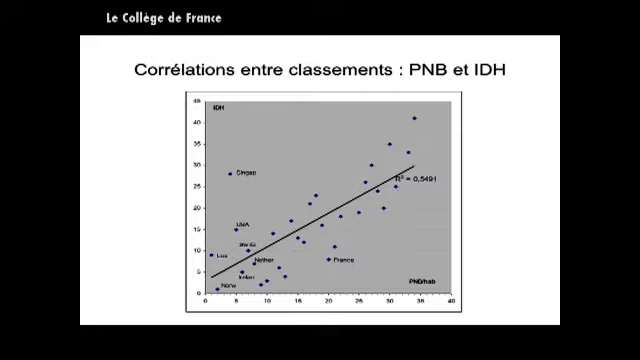 Le Collège de France
Corrélations entre classements : PNB et IDH
45
IDH
40
35
30
Singap
25
R² = 0,5491
20
15
USA
10
Lux
Nether
France
5
Norw
PNB/hab
0
0 5 10 15 20 25 30 35 40